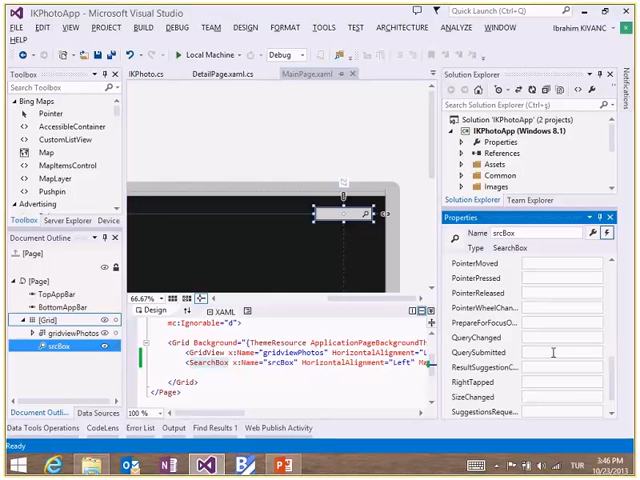 IKPhotoApp - Microsoft Visual Studio
Quick Launch (Ctrl+Q)
FILE EDIT VIEW PROJECT BUILD DEBUG TEAM DESIGN FORMAT TOOLS TEST ARCHITECTURE ANALYZE WINDOW
Ibrahim KIVANC
HELP
Local Machine
Debug
Toolbox
Search Toolbox
Bing Maps
Pointer
AccessibleContainer
CustomListView
Map
MapItemsControl
MapLayer
Pushpin
Advertising
Toolbox Server Explorer
IKPhoto.cs
DetailPage.xaml.cs
MainPage.xaml
Solution Explorer
Search Solution Explorer (Ctrl+ş)
Solution 'IKPhotoApp' (2 projects)
IKPhotoApp (Windows 8.1)
Properties
References
Assets
Common
Images
Solution Explorer Team Explorer
Notifications
Document Outline
[Page]
[Page]
TopAppBar
BottomAppBar
[Grid]
gridviewPhotos
srcBox
Document Outli... Data Sources
66.67%
Design
XAML
mc:Ignorable="d">
<Grid Background="{ThemeResource ApplicationPageBackgroundTh
<GridView x:Name="gridviewPhotos" HorizontalAlignment="L
<SearchBox x:Name="srcBox" HorizontalAlignment="Left" Ma
</Grid>
</Page>
100 %
Properties
Name srcBox
Type SearchBox
PointerMoved
PointerPressed
PointerReleased
PointerWheelChan...
PrepareForFocusO...
QueryChanged
QuerySubmitted
ResultSuggestionC...
RightTapped
SizeChanged
SuggestionsReque...
Data Tools Operations CodeLens Error List Output Find Results 1 Web Publish Activity
Ready
TUR
3:46 PM
10/23/2013